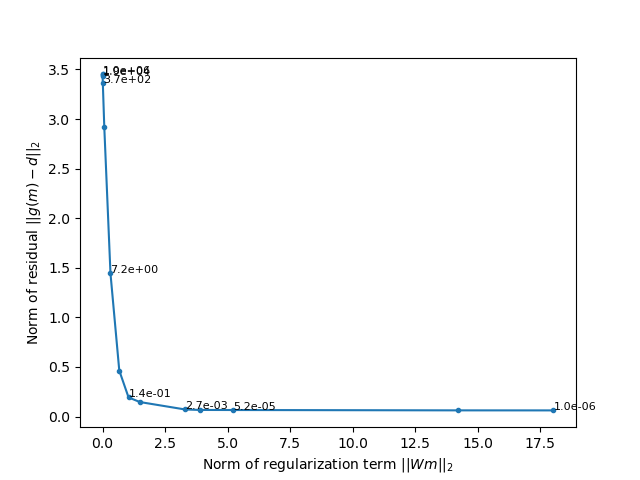 3.5
3.0
2.5
2.0
1.5
1.0
0.5
0.0
Norm of residual ||g(m) − d||₂
3.7e+02
7.2e+00
1.4e-01
2.7e-03
5.2e-05
1.0e-06
0.0 2.5 5.0 7.5 10.0 12.5 15.0 17.5
Norm of regularization term ||Wm||₂